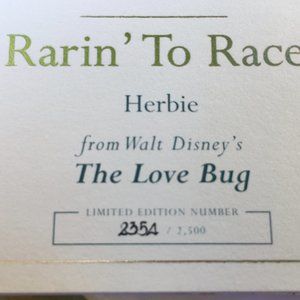 Rarin' To Race
Herbie
from Walt Disney's
The Love Bug
LIMITED EDITION NUMBER
2354 / 2,500